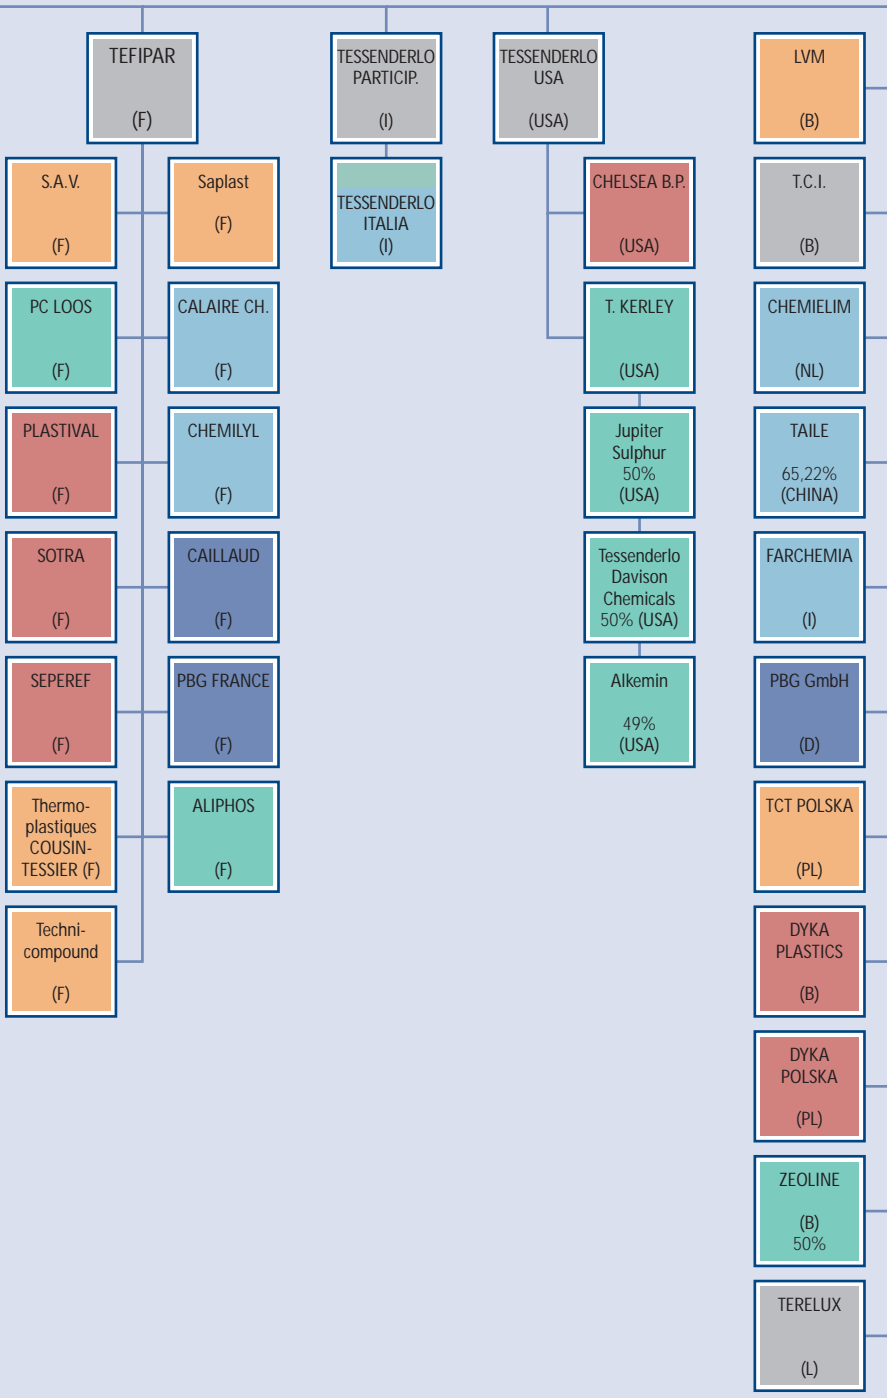 TEFIPAR
(F)
TESSENDERLO
PARTICIP.
(I)
TESSENDERLO
USA
(USA)
LVM
(B)
S.A.V.
(F)
Saplast
(F)
TESSENDERLO
ITALIA
(I)
CHELSEA B.P.
(USA)
T.C.I.
(B)
PC LOOS
(F)
CALAIRE CH.
(F)
T. KERLEY
(USA)
CHEMIELIM
(NL)
PLASTIVAL
(F)
CHEMILYL
(F)
Jupiter
Sulphur
50%
(USA)
TAILE
65,22%
(CHINA)
SOTRA
(F)
CAILLAUD
(F)
Tessenderlo
Davison
Chemicals
50% (USA)
FARCHEMIA
(I)
SEPEREF
(F)
PBG FRANCE
(F)
Alkemin
49%
(USA)
PBG GmbH
(D)
Thermo-
plastiques
COUSIN-
TESSIER (F)
ALIPHOS
(F)
TCT POLSKA
(PL)
Techni-
compound
(F)
DYKA
PLASTICS
(B)
DYKA
POLSKA
(PL)
ZEOLINE
(B)
50%
TERELUX
(L)